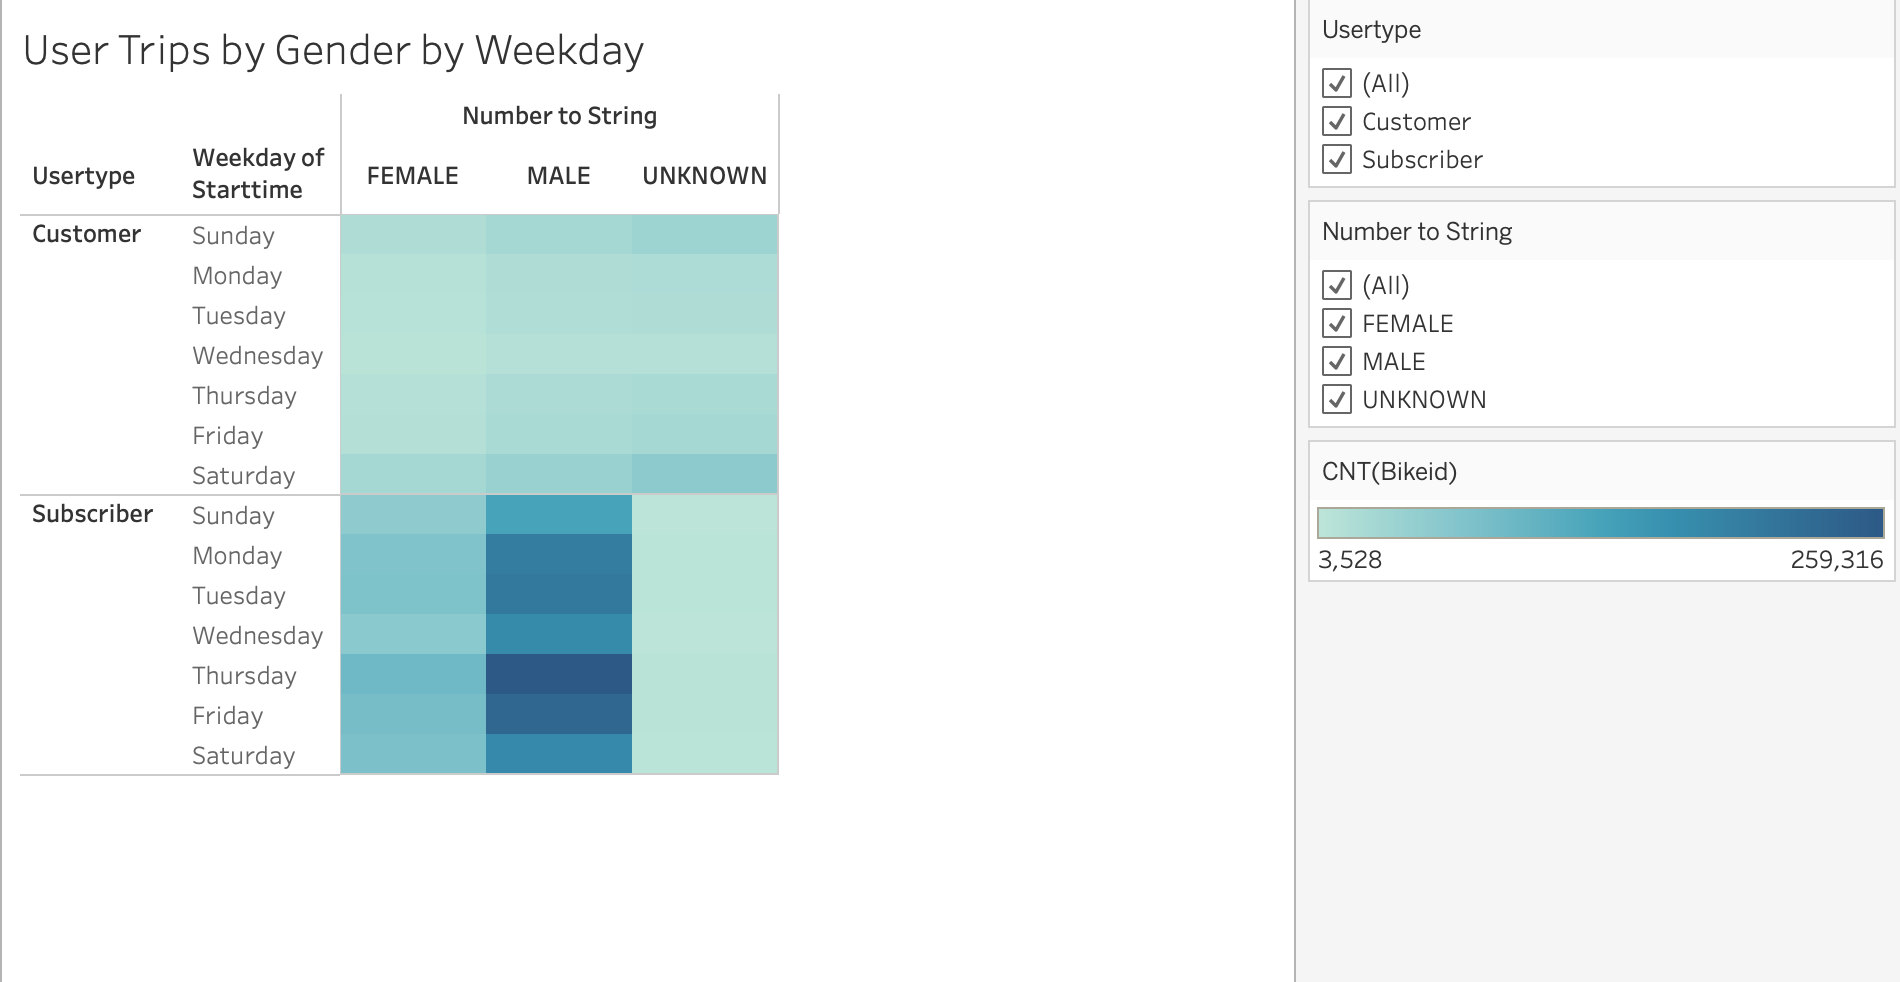 User Trips by Gender by Weekday
Number to String
Usertype
Weekday of
Starttime
FEMALE
MALE
UNKNOWN
Customer
Sunday
Monday
Tuesday
Wednesday
Thursday
Friday
Saturday
Subscriber
Sunday
Monday
Tuesday
Wednesday
Thursday
Friday
Saturday
Usertype
(All)
Customer
Subscriber
Number to String
(All)
FEMALE
MALE
UNKNOWN
CNT(Bikeid)
3,528
259,316